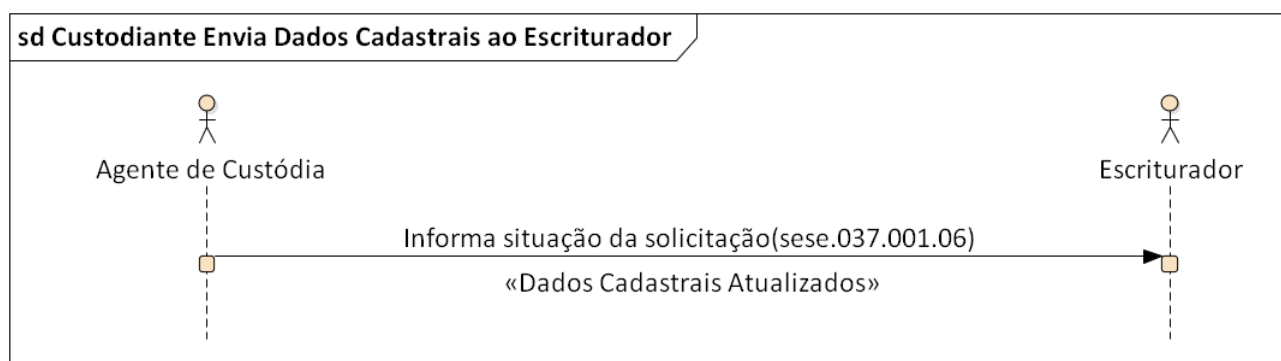 sd Custodiante Envia Dados Cadastrais ao Escriturador
Agente de Custódia
Escriturador
Informa situação da solicitação(sese.037.001.06)
«Dados Cadastrais Atualizados»